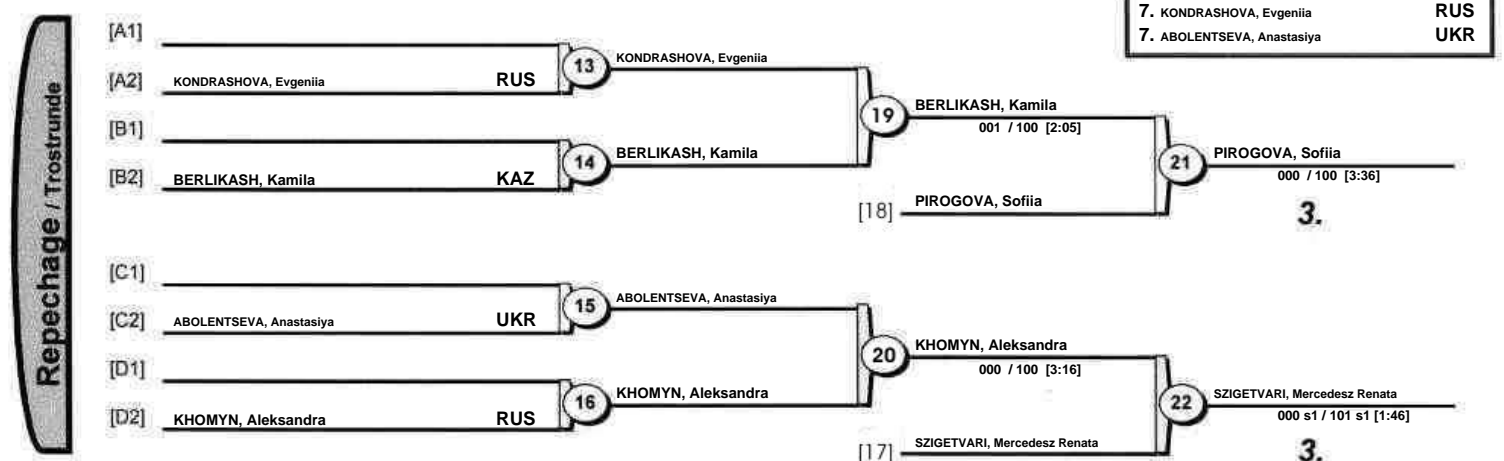 7. KONDRASHOVA, Evgeniia RUS
7. ABOLENTSEVA, Anastasiya UKR
Repechage / Trostrunde
[A1]
[A2] KONDRASHOVA, Evgeniia RUS
13 KONDRASHOVA, Evgeniia
[B1]
[B2] BERLIKASH, Kamila KAZ
14 BERLIKASH, Kamila
19 BERLIKASH, Kamila
001 / 100 [2:05]
[18] PIROGOVA, Sofiia
21 PIROGOVA, Sofiia
000 / 100 [3:36]
3.
[C1]
[C2] ABOLENTSEVA, Anastasiya UKR
15 ABOLENTSEVA, Anastasiya
[D1]
[D2] KHOMYN, Aleksandra RUS
16 KHOMYN, Aleksandra
20 KHOMYN, Aleksandra
000 / 100 [3:16]
[17] SZIGETVARI, Mercedesz Renata
22 SZIGETVARI, Mercedesz Renata
000 s1 / 101 s1 [1:46]
3.